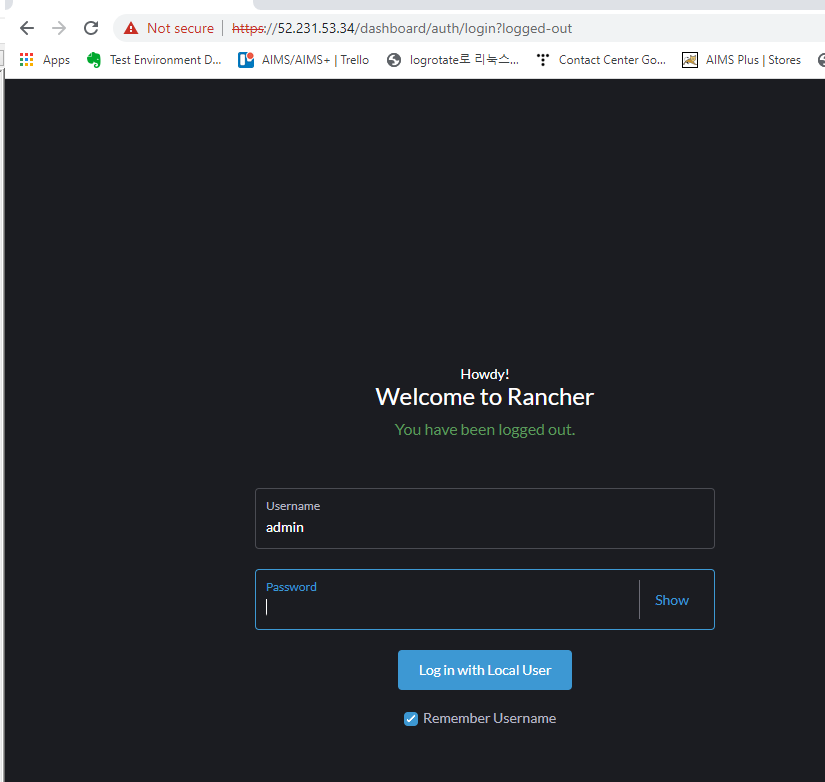 Not secure https://52.231.53.34/dashboard/auth/login?logged-out
Apps Test Environment D... AIMS/AIMS+ | Trello logrotate로 리눅스... Contact Center Go... AIMS Plus | Stores
Howdy!
Welcome to Rancher
You have been logged out.
Username
admin
Password
Show
Log in with Local User
Remember Username